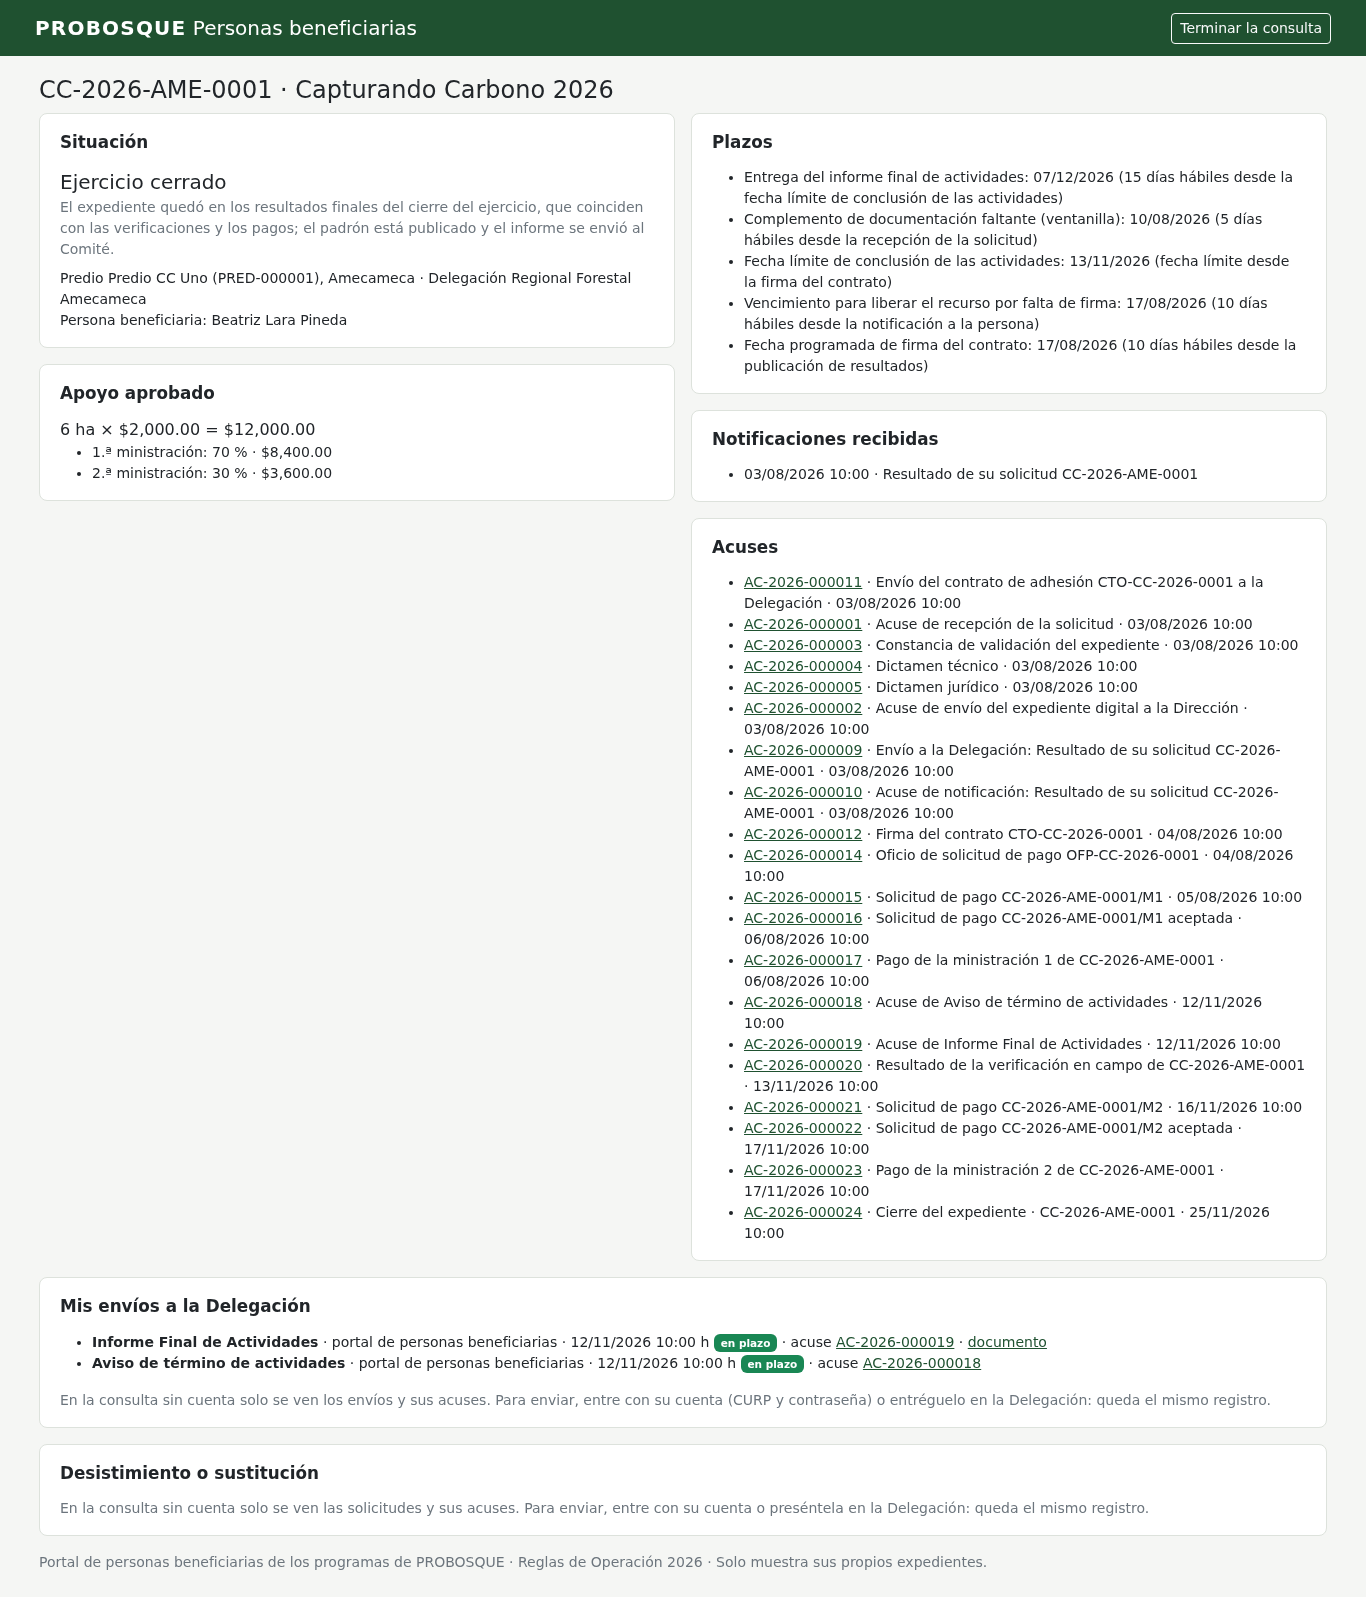 PROBOSQUE Personas beneficiarias
Terminar la consulta
CC-2026-AME-0001 · Capturando Carbono 2026
Situación
Ejercicio cerrado
El expediente quedó en los resultados finales del cierre del ejercicio, que coinciden
con las verificaciones y los pagos; el padrón está publicado y el informe se envió al
Comité.
Predio Predio CC Uno (PRED-000001), Amecameca · Delegación Regional Forestal
Amecameca
Persona beneficiaria: Beatriz Lara Pineda
Apoyo aprobado
6 ha × $2,000.00 = $12,000.00
• 1.ª ministración: 70 % · $8,400.00
• 2.ª ministración: 30 % · $3,600.00
Plazos
• Entrega del informe final de actividades: 07/12/2026 (15 días hábiles desde la
fecha límite de conclusión de las actividades)
• Complemento de documentación faltante (ventanilla): 10/08/2026 (5 días
hábiles desde la recepción de la solicitud)
• Fecha límite de conclusión de las actividades: 13/11/2026 (fecha límite desde
la firma del contrato)
• Vencimiento para liberar el recurso por falta de firma: 17/08/2026 (10 días
hábiles desde la notificación a la persona)
• Fecha programada de firma del contrato: 17/08/2026 (10 días hábiles desde la
publicación de resultados)
Notificaciones recibidas
• 03/08/2026 10:00 · Resultado de su solicitud CC-2026-AME-0001
Acuses
• AC-2026-000011 · Envío del contrato de adhesión CTO-CC-2026-0001 a la
Delegación · 03/08/2026 10:00
• AC-2026-000001 · Acuse de recepción de la solicitud · 03/08/2026 10:00
• AC-2026-000003 · Constancia de validación del expediente · 03/08/2026 10:00
• AC-2026-000004 · Dictamen técnico · 03/08/2026 10:00
• AC-2026-000005 · Dictamen jurídico · 03/08/2026 10:00
• AC-2026-000002 · Acuse de envío del expediente digital a la Dirección ·
03/08/2026 10:00
• AC-2026-000009 · Envío a la Delegación: Resultado de su solicitud CC-2026-
AME-0001 · 03/08/2026 10:00
• AC-2026-000010 · Acuse de notificación: Resultado de su solicitud CC-2026-
AME-0001 · 03/08/2026 10:00
• AC-2026-000012 · Firma del contrato CTO-CC-2026-0001 · 04/08/2026 10:00
• AC-2026-000014 · Oficio de solicitud de pago OFP-CC-2026-0001 · 04/08/2026
10:00
• AC-2026-000015 · Solicitud de pago CC-2026-AME-0001/M1 · 05/08/2026 10:00
• AC-2026-000016 · Solicitud de pago CC-2026-AME-0001/M1 aceptada ·
06/08/2026 10:00
• AC-2026-000017 · Pago de la ministración 1 de CC-2026-AME-0001 ·
06/08/2026 10:00
• AC-2026-000018 · Acuse de Aviso de término de actividades · 12/11/2026
10:00
• AC-2026-000019 · Acuse de Informe Final de Actividades · 12/11/2026 10:00
• AC-2026-000020 · Resultado de la verificación en campo de CC-2026-AME-0001
· 13/11/2026 10:00
• AC-2026-000021 · Solicitud de pago CC-2026-AME-0001/M2 · 16/11/2026 10:00
• AC-2026-000022 · Solicitud de pago CC-2026-AME-0001/M2 aceptada ·
17/11/2026 10:00
• AC-2026-000023 · Pago de la ministración 2 de CC-2026-AME-0001 ·
17/11/2026 10:00
• AC-2026-000024 · Cierre del expediente · CC-2026-AME-0001 · 25/11/2026
10:00
Mis envíos a la Delegación
• Informe Final de Actividades · portal de personas beneficiarias · 12/11/2026 10:00 h en plazo · acuse AC-2026-000019 · documento
• Aviso de término de actividades · portal de personas beneficiarias · 12/11/2026 10:00 h en plazo · acuse AC-2026-000018
En la consulta sin cuenta solo se ven los envíos y sus acuses. Para enviar, entre con su cuenta (CURP y contraseña) o entréguelo en la Delegación: queda el mismo registro.
Desistimiento o sustitución
En la consulta sin cuenta solo se ven las solicitudes y sus acuses. Para enviar, entre con su cuenta o preséntela en la Delegación: queda el mismo registro.
Portal de personas beneficiarias de los programas de PROBOSQUE · Reglas de Operación 2026 · Solo muestra sus propios expedientes.